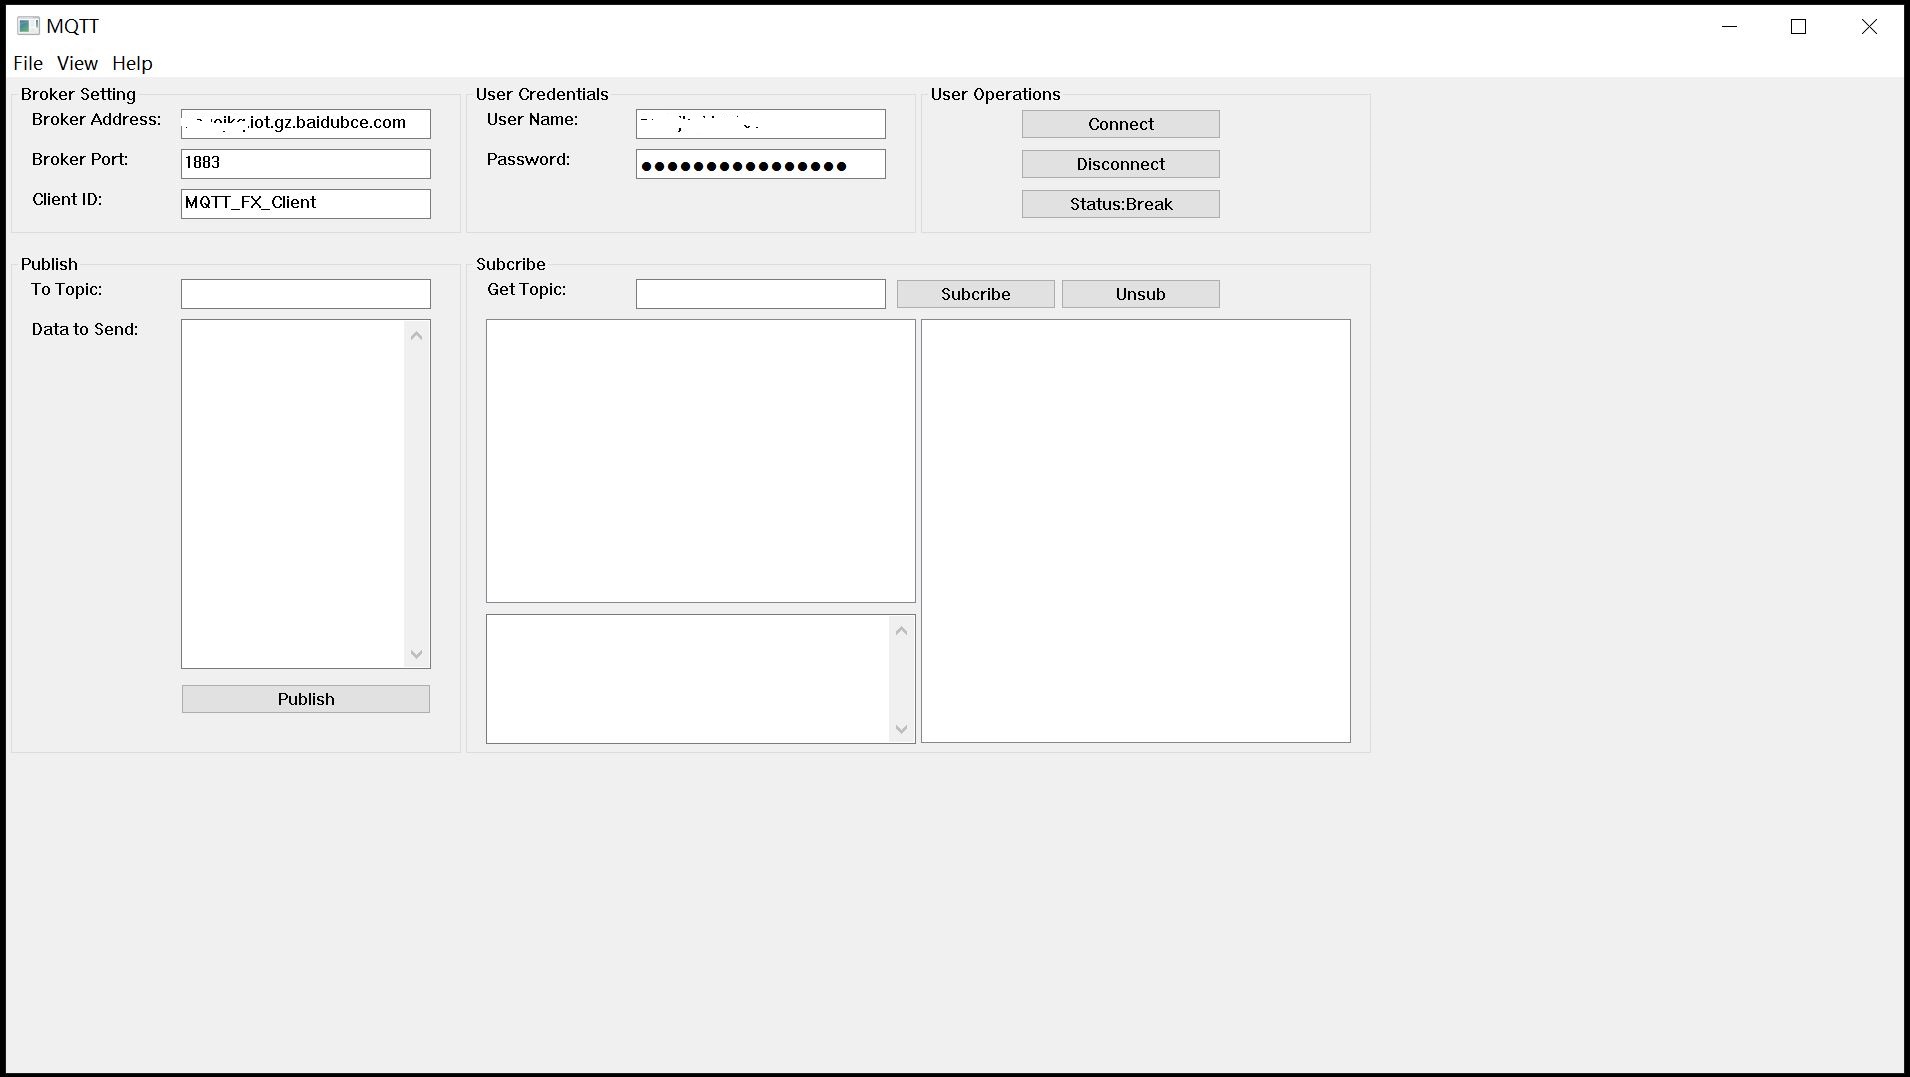 MQTT
File View Help
Broker Setting
Broker Address: .iot.gz.baidubce.com
Broker Port: 1883
Client ID: MQTT_FX_Client
User Credentials
User Name:
Password: ●●●●●●●●●●●●●●●●
User Operations
Connect
Disconnect
Status:Break
Publish
To Topic:
Data to Send:
Publish
Subcribe
Get Topic:
Subcribe
Unsub